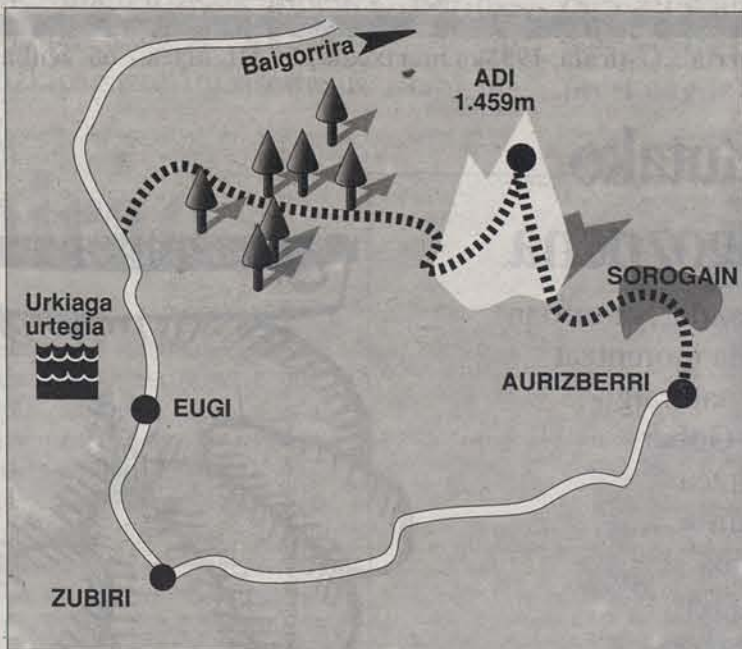 Baigorrira
ADI
1.459m
SOROGAIN
Urkiaga
urtegia
AURIZBERRI
EUGI
ZUBIRI